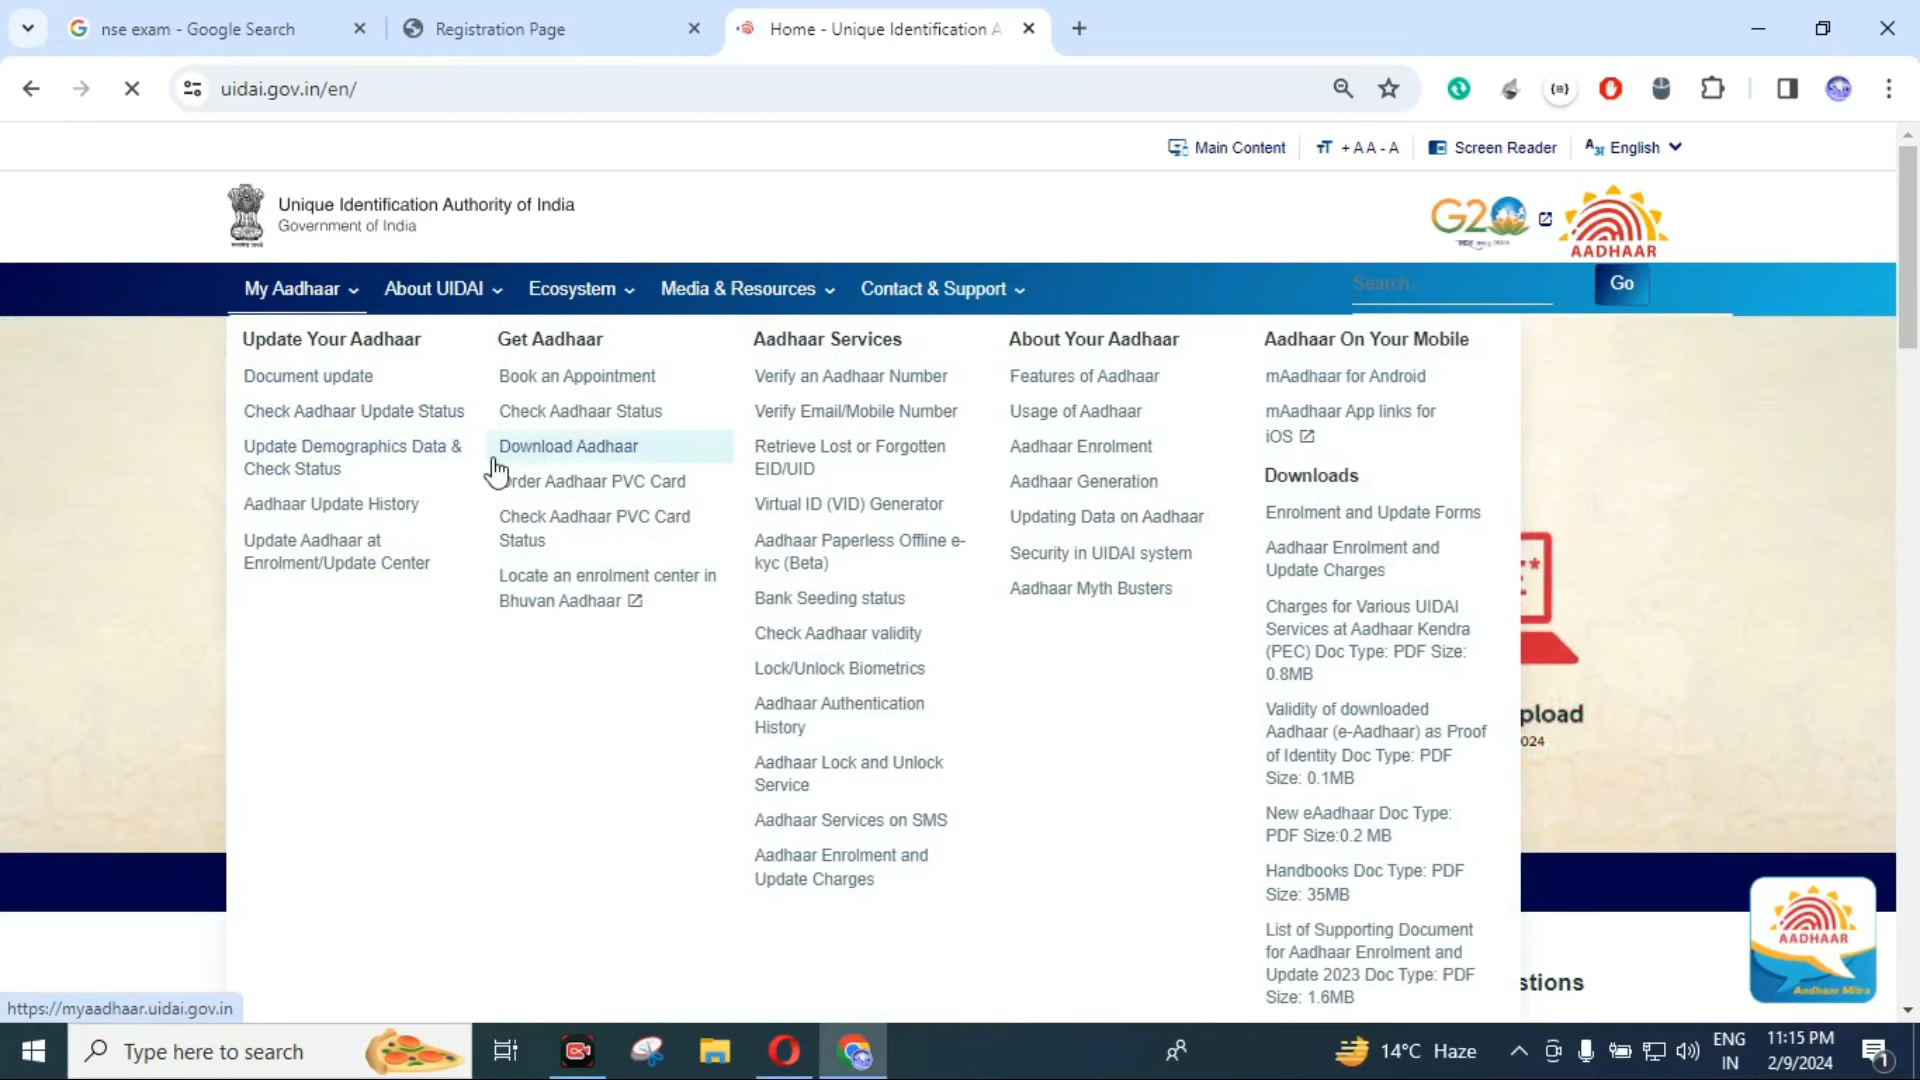 nse exam - Google Search
Registration Page
Home - Unique Identification A
uidai.gov.in/en/
Main Content
+ A A - A
Screen Reader
English
Unique Identification Authority of India
Government of India
G20
AADHAAR
My Aadhaar
About UIDAI
Ecosystem
Media & Resources
Contact & Support
Search...
Go
Update Your Aadhaar
Document update
Check Aadhaar Update Status
Update Demographics Data &
Check Status
Aadhaar Update History
Update Aadhaar at
Enrolment/Update Center
Get Aadhaar
Book an Appointment
Check Aadhaar Status
Download Aadhaar
rder Aadhaar PVC Card
Check Aadhaar PVC Card
Status
Locate an enrolment center in
Bhuvan Aadhaar
Aadhaar Services
Verify an Aadhaar Number
Verify Email/Mobile Number
Retrieve Lost or Forgotten
EID/UID
Virtual ID (VID) Generator
Aadhaar Paperless Offline e-
kyc (Beta)
Bank Seeding status
Check Aadhaar validity
Lock/Unlock Biometrics
Aadhaar Authentication
History
Aadhaar Lock and Unlock
Service
Aadhaar Services on SMS
Aadhaar Enrolment and
Update Charges
About Your Aadhaar
Features of Aadhaar
Usage of Aadhaar
Aadhaar Enrolment
Aadhaar Generation
Updating Data on Aadhaar
Security in UIDAI system
Aadhaar Myth Busters
Aadhaar On Your Mobile
mAadhaar for Android
mAadhaar App links for
iOS
Downloads
Enrolment and Update Forms
Aadhaar Enrolment and
Update Charges
Charges for Various UIDAI
Services at Aadhaar Kendra
(PEC) Doc Type: PDF Size:
0.8MB
Validity of downloaded
Aadhaar (e-Aadhaar) as Proof
of Identity Doc Type: PDF
Size: 0.1MB
New eAadhaar Doc Type:
PDF Size:0.2 MB
Handbooks Doc Type: PDF
Size: 35MB
List of Supporting Document
for Aadhaar Enrolment and
Update 2023 Doc Type: PDF
Size: 1.6MB
pload
024
stions
AADHAAR
Aadhaar Mitra
https://myaadhaar.uidai.gov.in
Type here to search
14°C Haze
ENG
IN
11:15 PM
2/9/2024
1